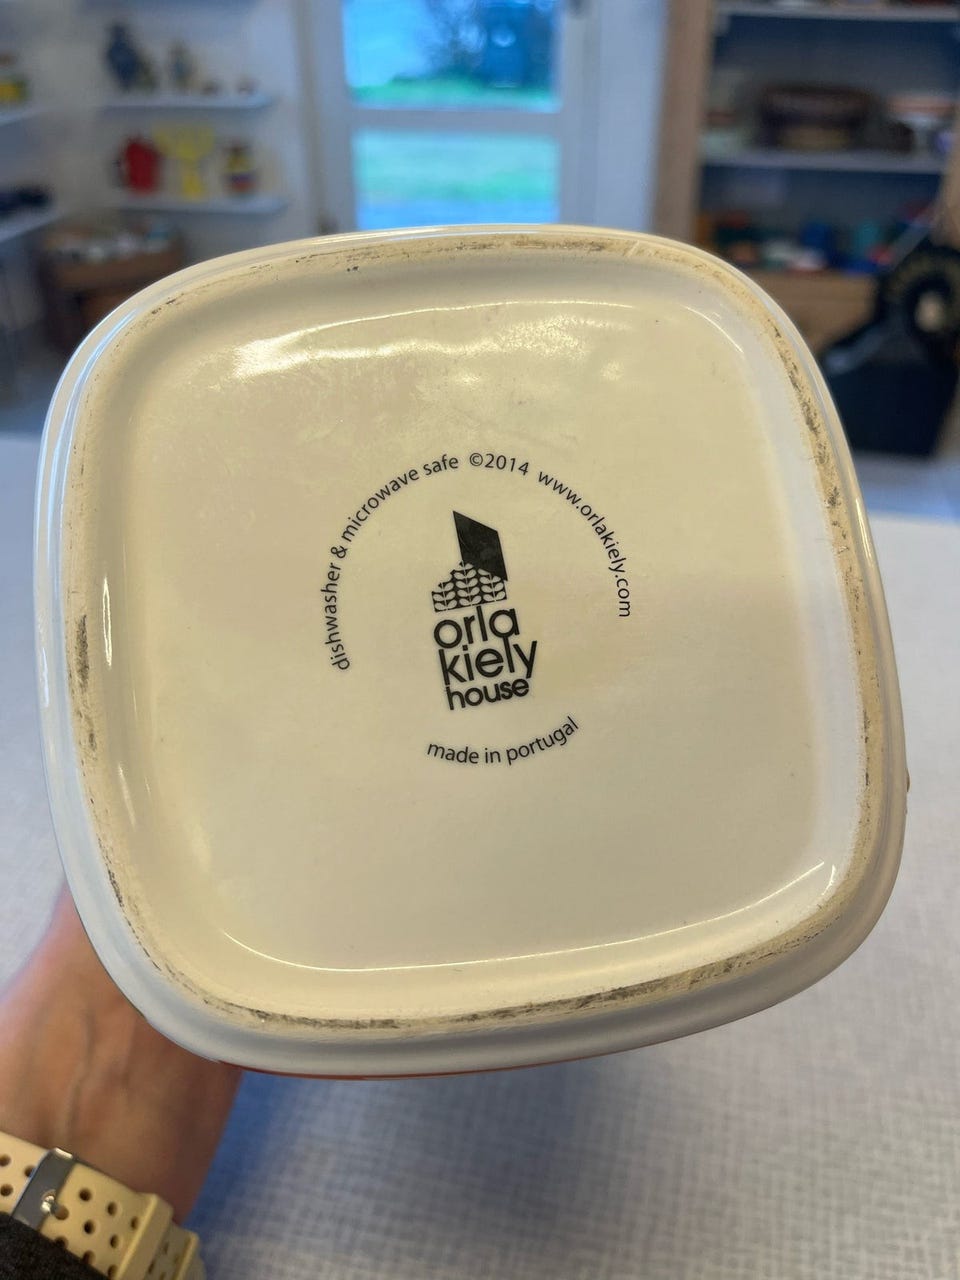 dishwasher & microwave safe ©2014 www.orlakiely.com
orla
kiely
house
made in portugal